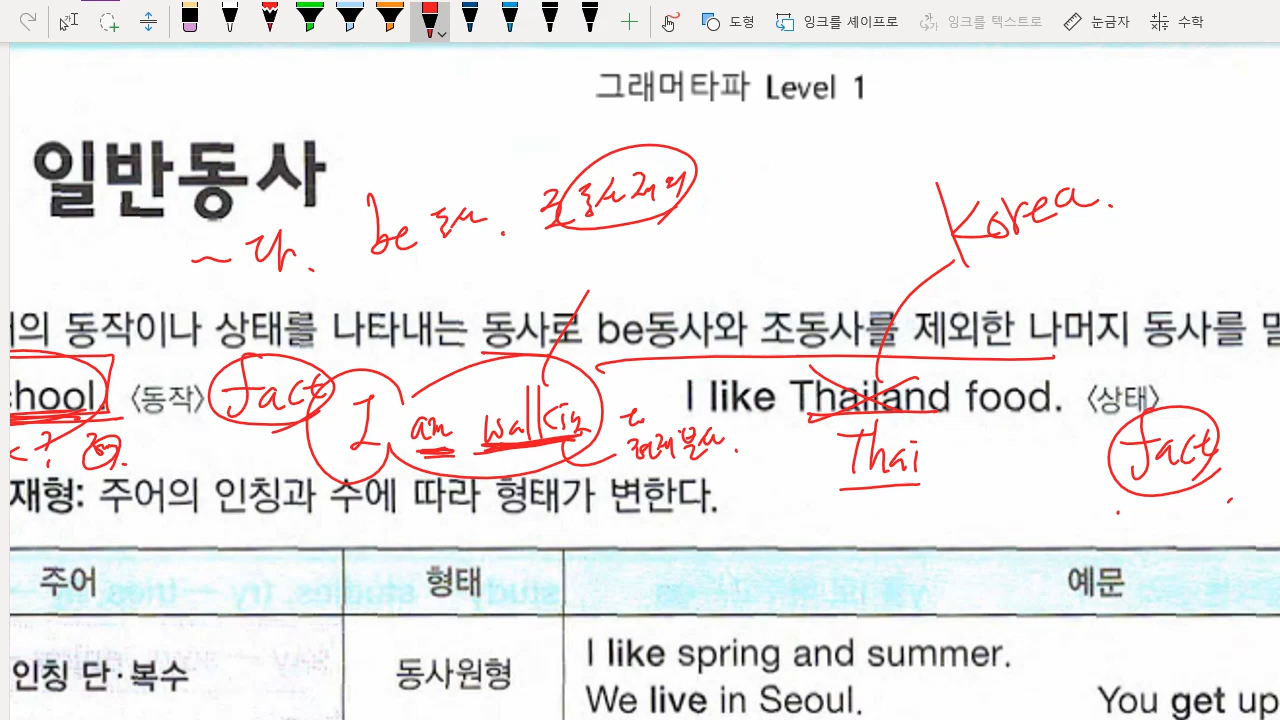 도형 잉크를 셰이프로 잉크를 텍스트로 눈금자 수학
그래머타파 Level 1
일반동사
~다. be 동사. 조동사 제외
Korea.
의 동작이나 상태를 나타내는 동사로 be동사와 조동사를 제외한 나머지 동사를
chool. 〈동작〉 fact I am walkin I like Thailand food. 〈상태〉
Thai fact
재형: 주어의 인칭과 수에 따라 형태가 변한다.
주어 형태 예문
인칭 단·복수 동사원형 I like spring and summer.
We live in Seoul. You get up